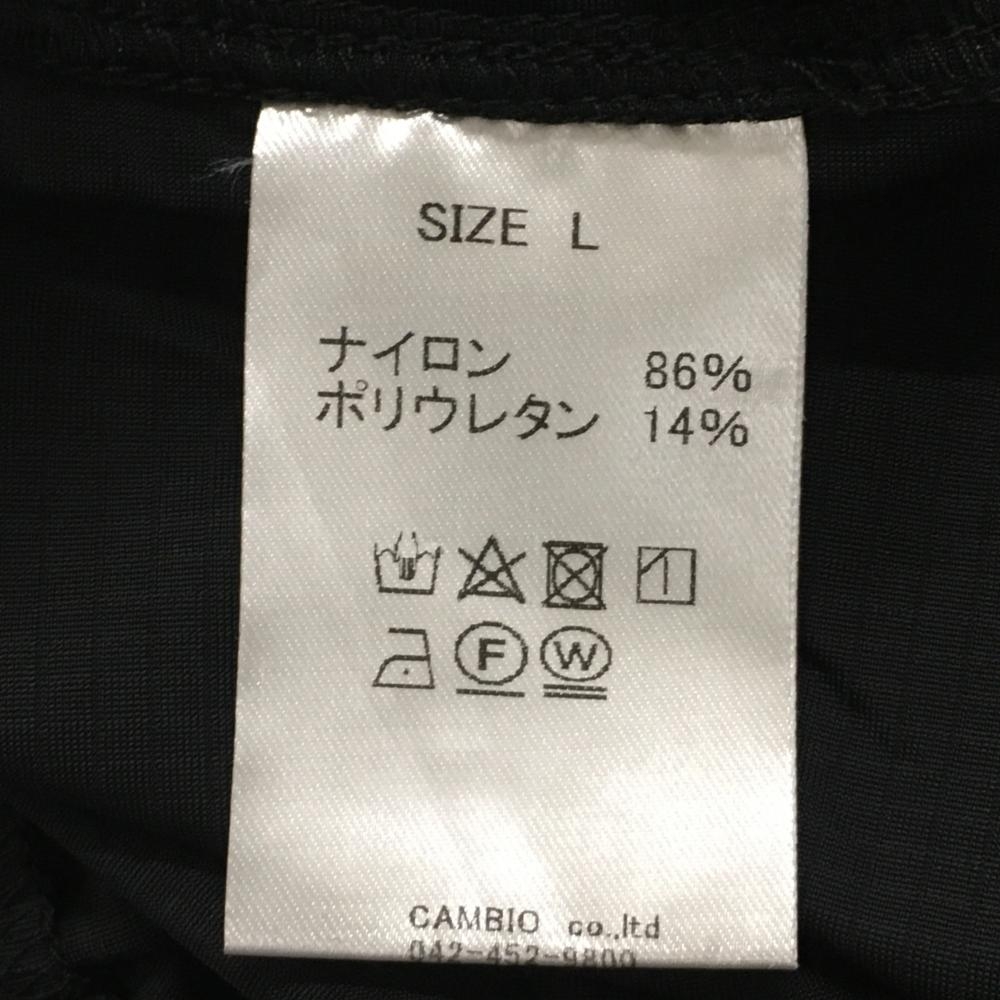 SIZE L
ナイロン 86%
ポリウレタン 14%
F W
CAMBIO co.,ltd
042-452-9800